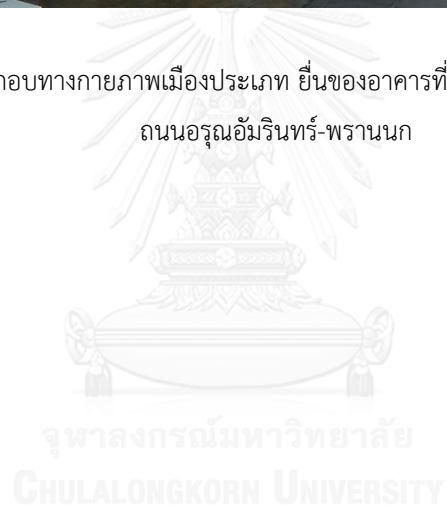 กอบทางกายภาพเมืองประเภท ยื่นของอาคารที่
ถนนอรุณอัมรินทร์-พรานนก
จุฬาลงกรณ์มหาวิทยาลัย
CHULALONGKORN UNIVERSITY